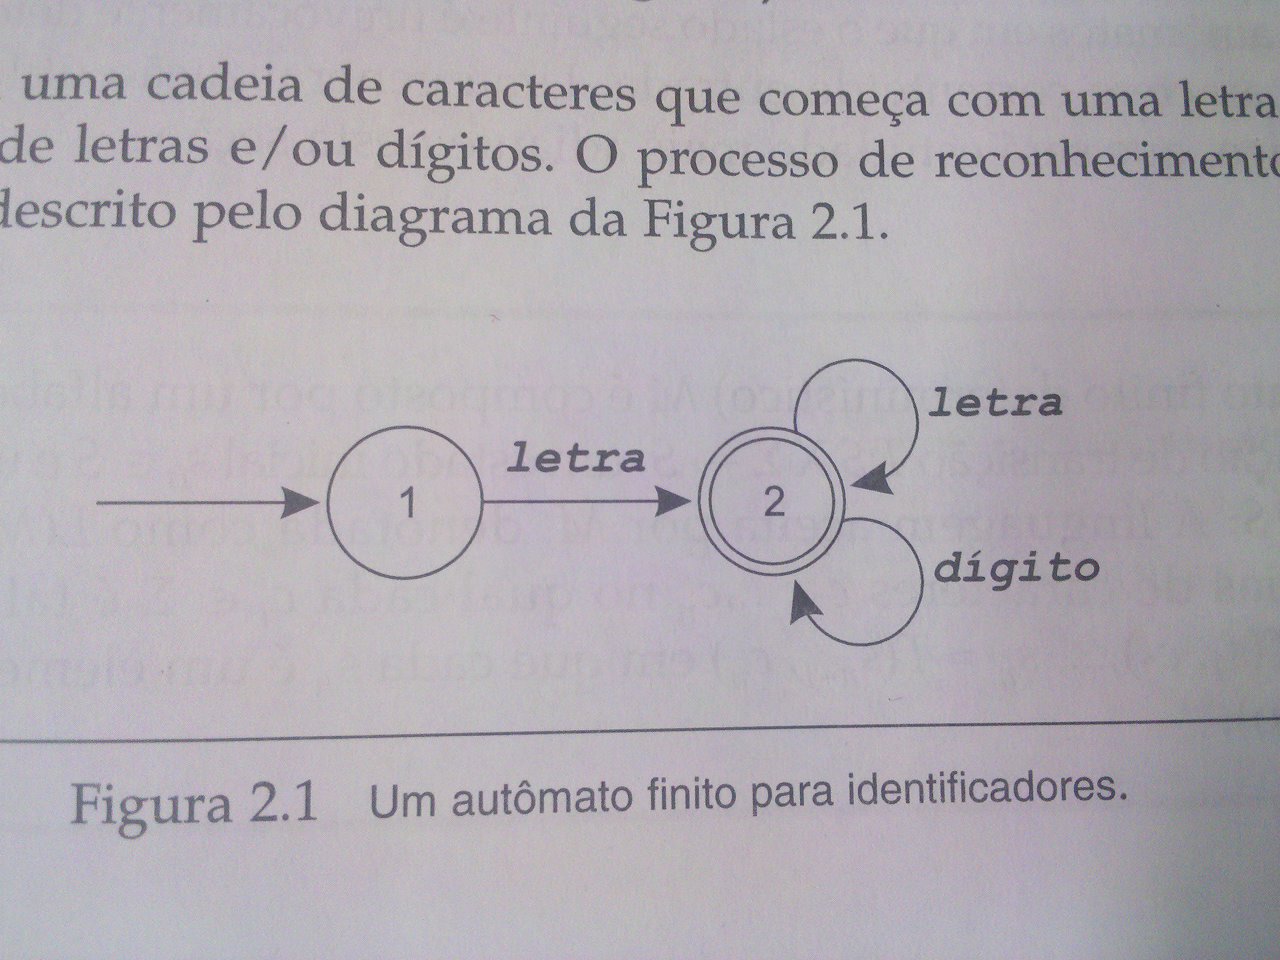 uma cadeia de caracteres que começa com uma letra
de letras e/ou dígitos. O processo de reconhecimento
descrito pelo diagrama da Figura 2.1.
1
letra
2
letra
dígito
Figura 2.1 Um autômato finito para identificadores.